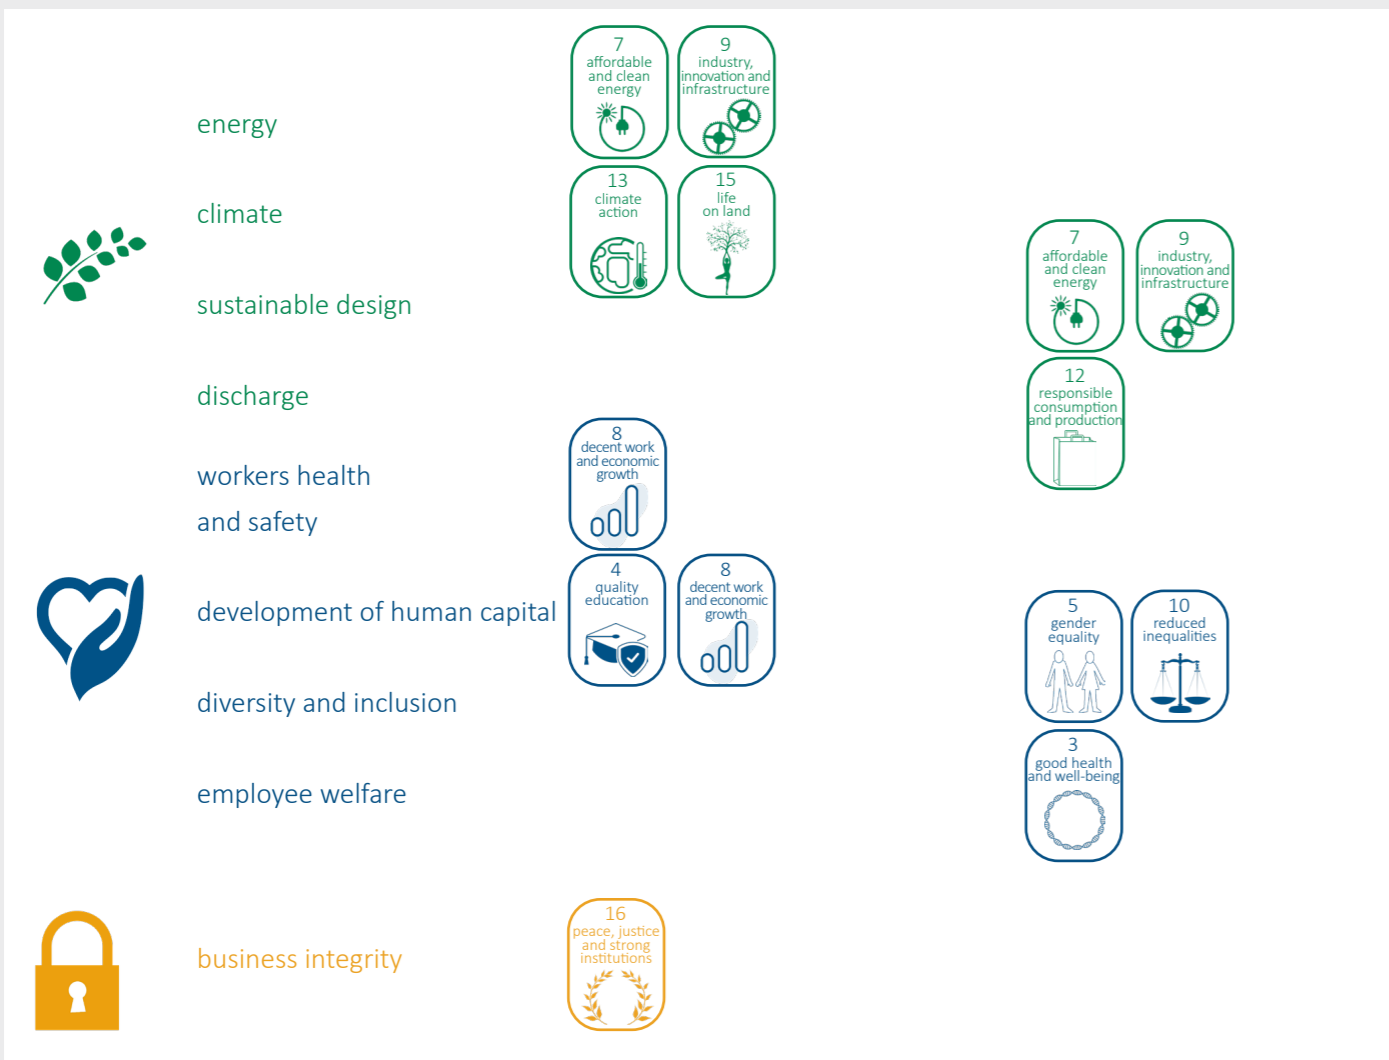 energy
7
affordable
and clean
energy
9
industry,
innovation and
infrastructure
climate
13
climate
action
15
life
on land
sustainable design
7
affordable
and clean
energy
9
industry,
innovation and
infrastructure
discharge
12
responsible
consumption
and production
workers health
and safety
8
decent work
and economic
growth
development of human capital
4
quality
education
8
decent work
and economic
growth
diversity and inclusion
5
gender
equality
10
reduced
inequalities
employee welfare
3
good health
and well-being
business integrity
16
peace, justice
and strong
institutions